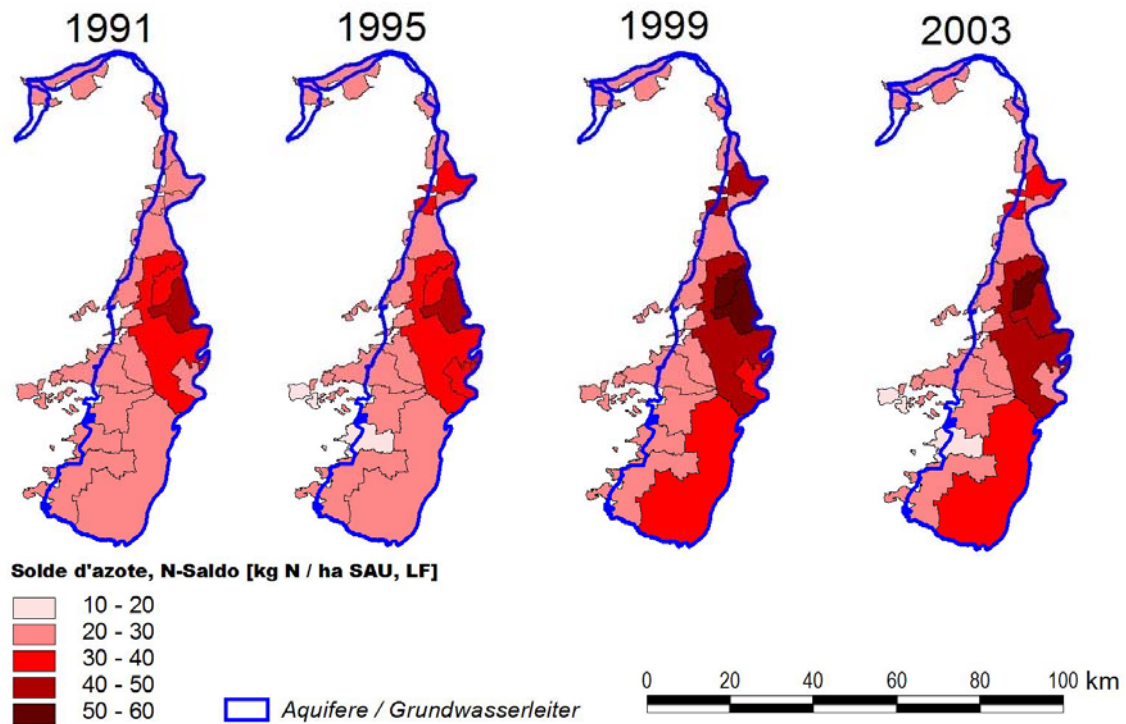 1991 1995 1999 2003
Solde d'azote, N-Saldo [kg N / ha SAU, LF]
10 - 20
20 - 30
30 - 40
40 - 50
50 - 60
Aquifere / Grundwasserleiter
0 20 40 60 80 100 km